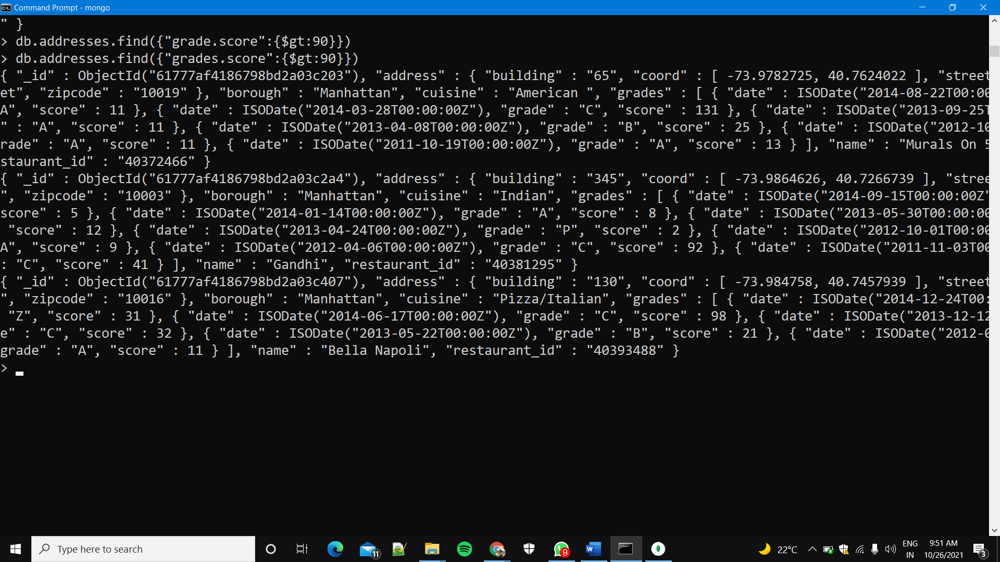 Command Prompt - mongo
" }
> db.addresses.find({"grade.score":{$gt:90}})
> db.addresses.find({"grades.score":{$gt:90}})
{ "_id" : ObjectId("61777af4186798bd2a03c203"), "address" : { "building" : "65", "coord" : [ -73.9782725, 40.7624022 ], "street
et", "zipcode" : "10019" }, "borough" : "Manhattan", "cuisine" : "American ", "grades" : [ { "date" : ISODate("2014-08-22T00:00
A", "score" : 11 }, { "date" : ISODate("2014-03-28T00:00:00Z"), "grade" : "C", "score" : 131 }, { "date" : ISODate("2013-09-25T
" : "A", "score" : 11 }, { "date" : ISODate("2013-04-08T00:00:00Z"), "grade" : "B", "score" : 25 }, { "date" : ISODate("2012-10
rade" : "A", "score" : 11 }, { "date" : ISODate("2011-10-19T00:00:00Z"), "grade" : "A", "score" : 13 } ], "name" : "Murals On 5
staurant_id" : "40372466" }
{ "_id" : ObjectId("61777af4186798bd2a03c2a4"), "address" : { "building" : "345", "coord" : [ -73.9864626, 40.7266739 ], "stree
", "zipcode" : "10003" }, "borough" : "Manhattan", "cuisine" : "Indian", "grades" : [ { "date" : ISODate("2014-09-15T00:00:00Z"
score" : 5 }, { "date" : ISODate("2014-01-14T00:00:00Z"), "grade" : "A", "score" : 8 }, { "date" : ISODate("2013-05-30T00:00:00
"score" : 12 }, { "date" : ISODate("2013-04-24T00:00:00Z"), "grade" : "P", "score" : 2 }, { "date" : ISODate("2012-10-01T00:00
A", "score" : 9 }, { "date" : ISODate("2012-04-06T00:00:00Z"), "grade" : "C", "score" : 92 }, { "date" : ISODate("2011-11-03T00
: "C", "score" : 41 } ], "name" : "Gandhi", "restaurant_id" : "40381295" }
{ "_id" : ObjectId("61777af4186798bd2a03c407"), "address" : { "building" : "130", "coord" : [ -73.984758, 40.7457939 ], "street
", "zipcode" : "10016" }, "borough" : "Manhattan", "cuisine" : "Pizza/Italian", "grades" : [ { "date" : ISODate("2014-12-24T00:
"Z", "score" : 31 }, { "date" : ISODate("2014-06-17T00:00:00Z"), "grade" : "C", "score" : 98 }, { "date" : ISODate("2013-12-12
e" : "C", "score" : 32 }, { "date" : ISODate("2013-05-22T00:00:00Z"), "grade" : "B", "score" : 21 }, { "date" : ISODate("2012-0
grade" : "A", "score" : 11 } ], "name" : "Bella Napoli", "restaurant_id" : "40393488" }
>
Type here to search
11
9
22°C
ENG
IN
9:51 AM
10/26/2021
3